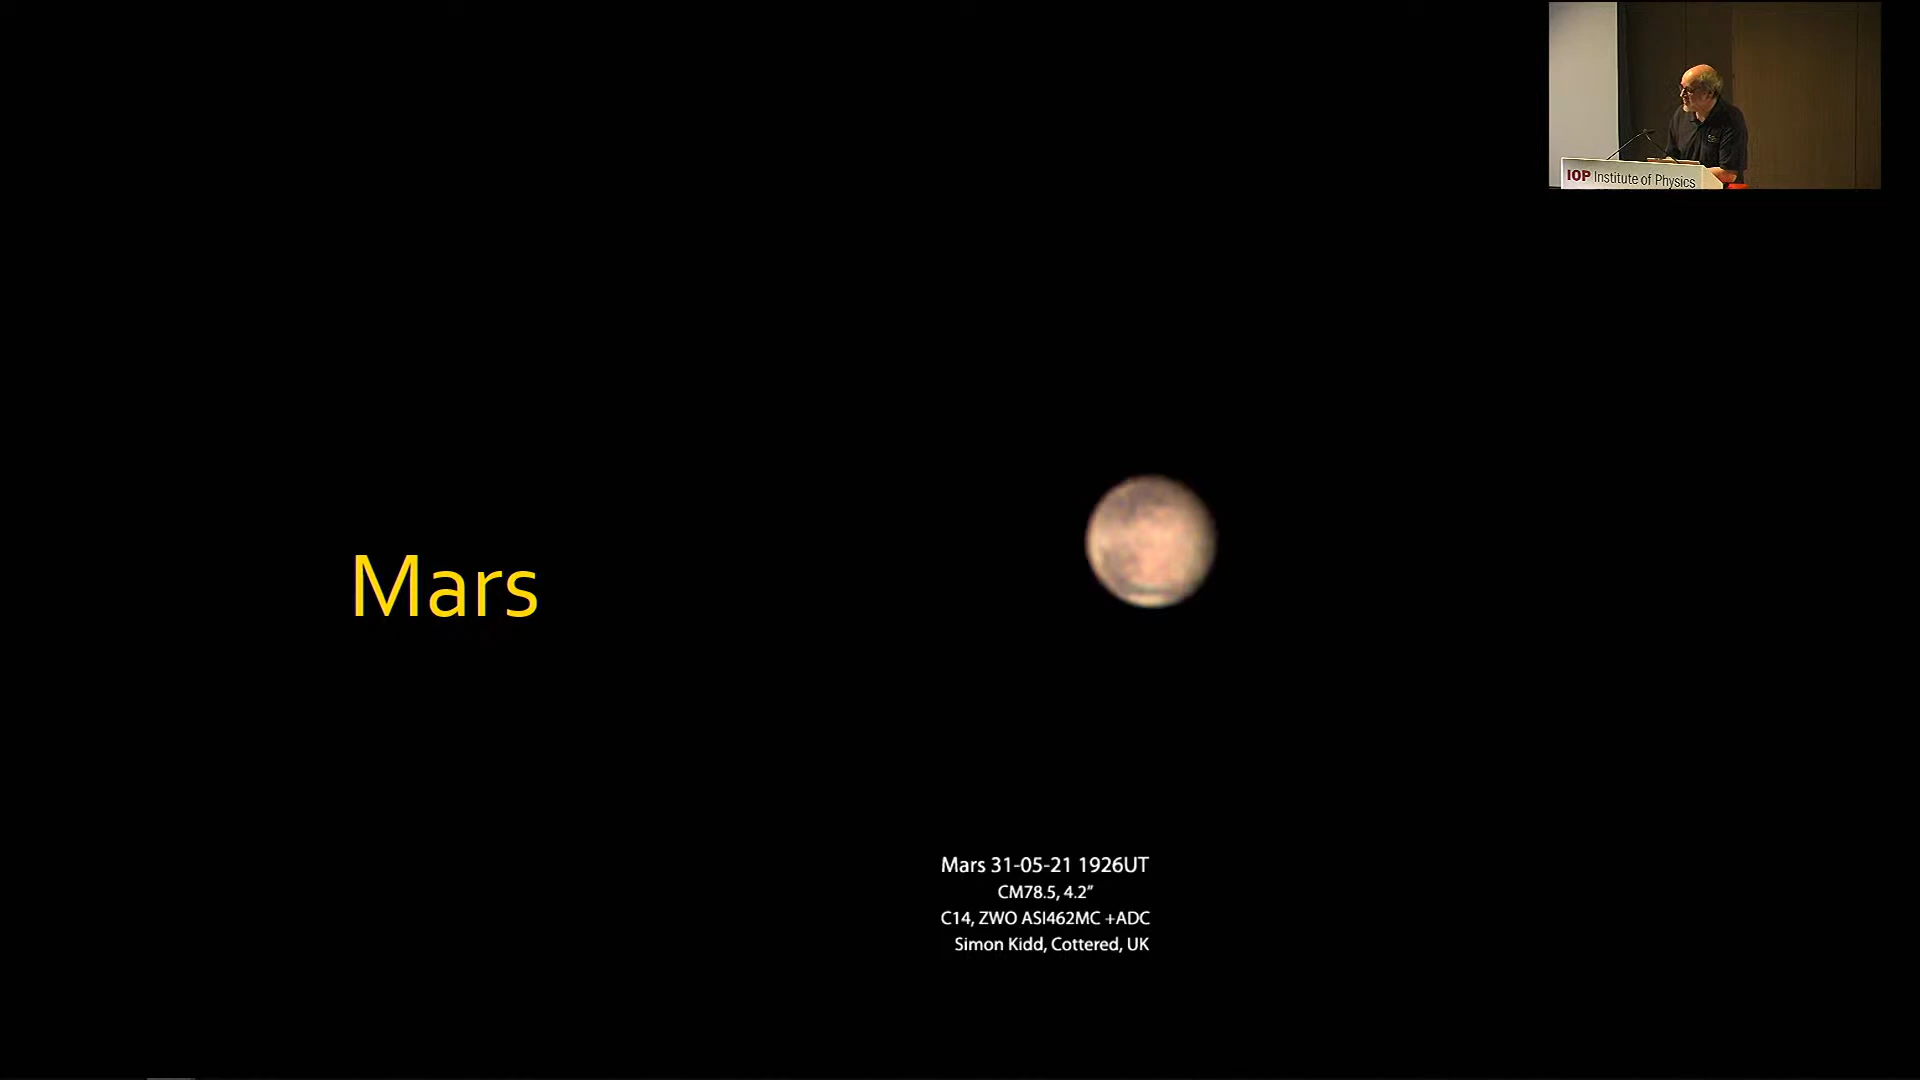 IOP Institute of Physics
Mars
Mars 31-05-21 1926UT
CM78.5, 4.2"
C14, ZWO ASI462MC +ADC
Simon Kidd, Cottered, UK